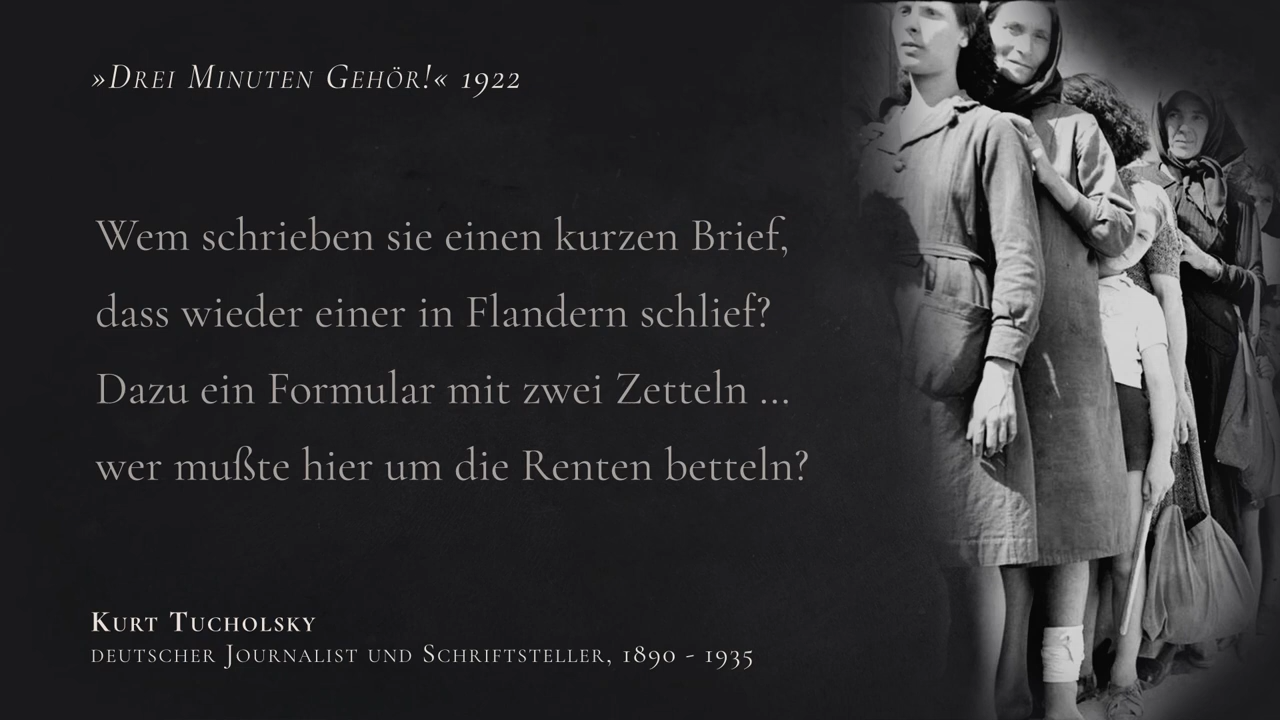 »Drei Minuten Gehör!« 1922
Wem schrieben sie einen kurzen Brief,
dass wieder einer in Flandern schlief?
Dazu ein Formular mit zwei Zetteln ...
wer mußte hier um die Renten betteln?
Kurt Tucholsky
deutscher Journalist und Schriftsteller, 1890 - 1935